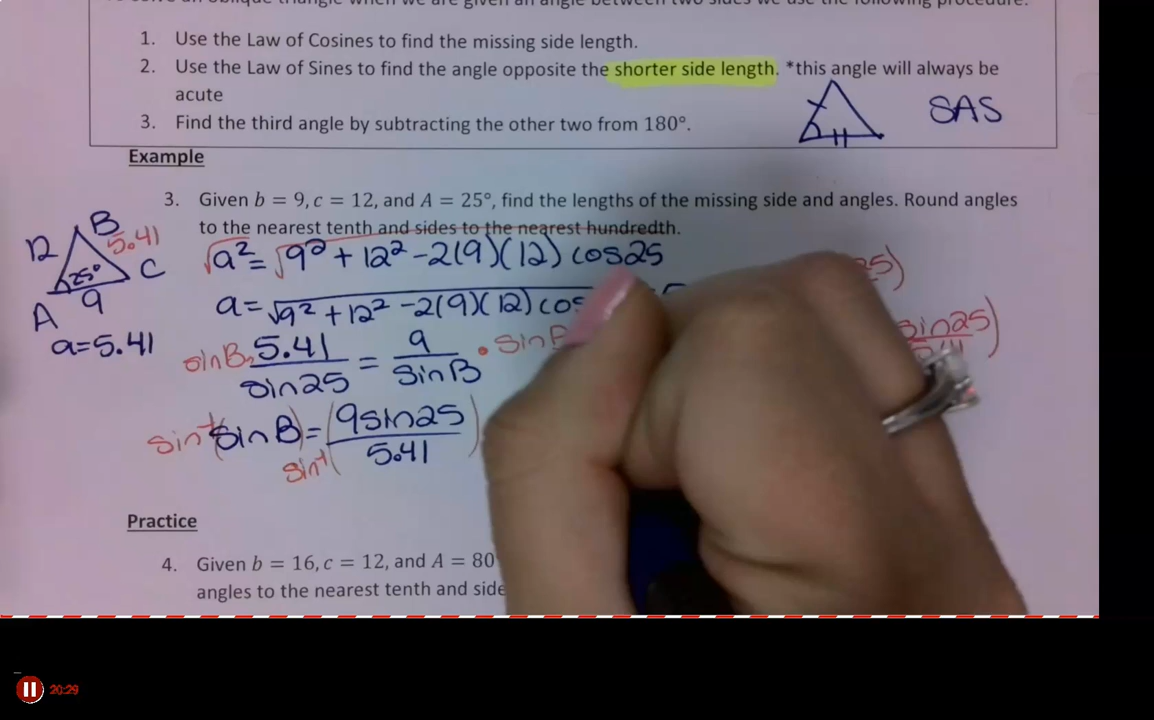 1. Use the Law of Cosines to find the missing side length.
2. Use the Law of Sines to find the angle opposite the shorter side length. *this angle will always be
acute
3. Find the third angle by subtracting the other two from 180°.
SAS
Example
3. Given b = 9, c = 12, and A = 25°, find the lengths of the missing side and angles. Round angles
to the nearest tenth and sides to the nearest hundredth.
12 B 5.41
25° C
A 9
a=5.41
√a² = √9² + 12² - 2(9)(12) cos25
a = √9² + 12² - 2(9)(12) cos
sinB · 5.41 / sin25 = 9 / sinB · sinB
sin⁻¹(sin B) = sin⁻¹(9sin25 / 5.41)
25)
sin25)
Practice
4. Given b = 16, c = 12, and A = 80
angles to the nearest tenth and side
20:29